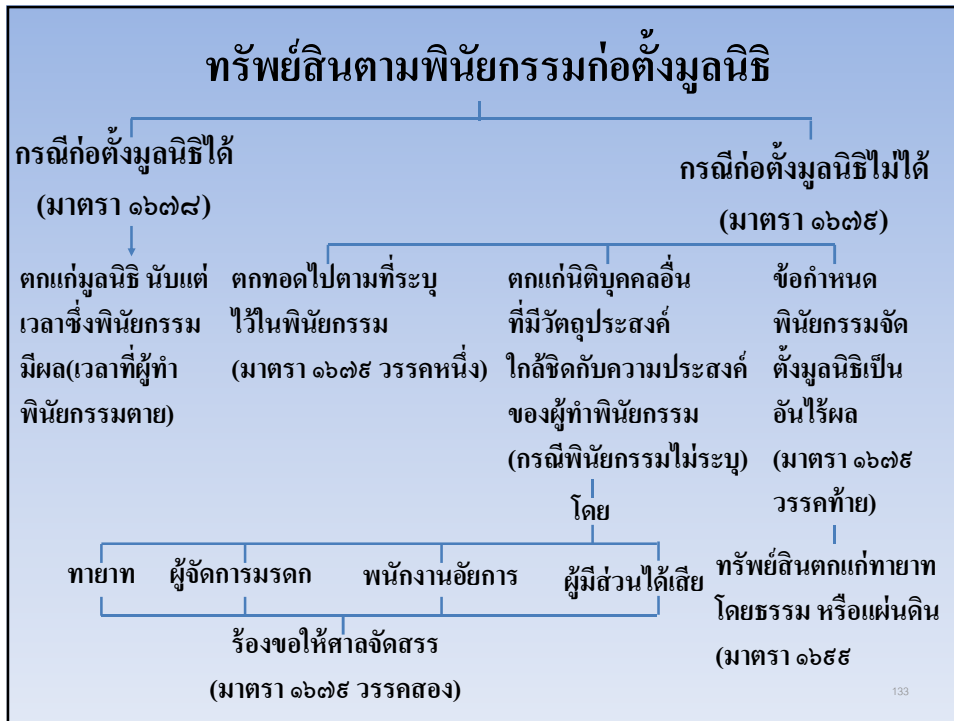 ทรัพย์สินตามพินัยกรรมก่อตั้งมูลนิธิ
กรณีก่อตั้งมูลนิธิได้
(มาตรา ๑๖๗๘)
กรณีก่อตั้งมูลนิธิไม่ได้
(มาตรา ๑๖๗๙)
ตกแก่มูลนิธิ นับแต่
เวลาซึ่งพินัยกรรม
มีผล(เวลาที่ผู้ทำ
พินัยกรรมตาย)
ตกทอดไปตามที่ระบุ
ไว้ในพินัยกรรม
(มาตรา ๑๖๗๙ วรรคหนึ่ง)
ตกแก่นิติบุคคลอื่น
ที่มีวัตถุประสงค์
ใกล้ชิดกับความประสงค์
ของผู้ทำพินัยกรรม
(กรณีพินัยกรรมไม่ระบุ)
โดย
ข้อกำหนด
พินัยกรรมจัด
ตั้งมูลนิธิเป็น
อันไร้ผล
(มาตรา ๑๖๗๙
วรรคท้าย)
ทายาท
ผู้จัดการมรดก
พนักงานอัยการ
ผู้มีส่วนได้เสีย
ร้องขอให้ศาลจัดสรร
(มาตรา ๑๖๗๙ วรรคสอง)
ทรัพย์สินตกแก่ทายาท
โดยธรรม หรือแผ่นดิน
(มาตรา ๑๖๙๙
133